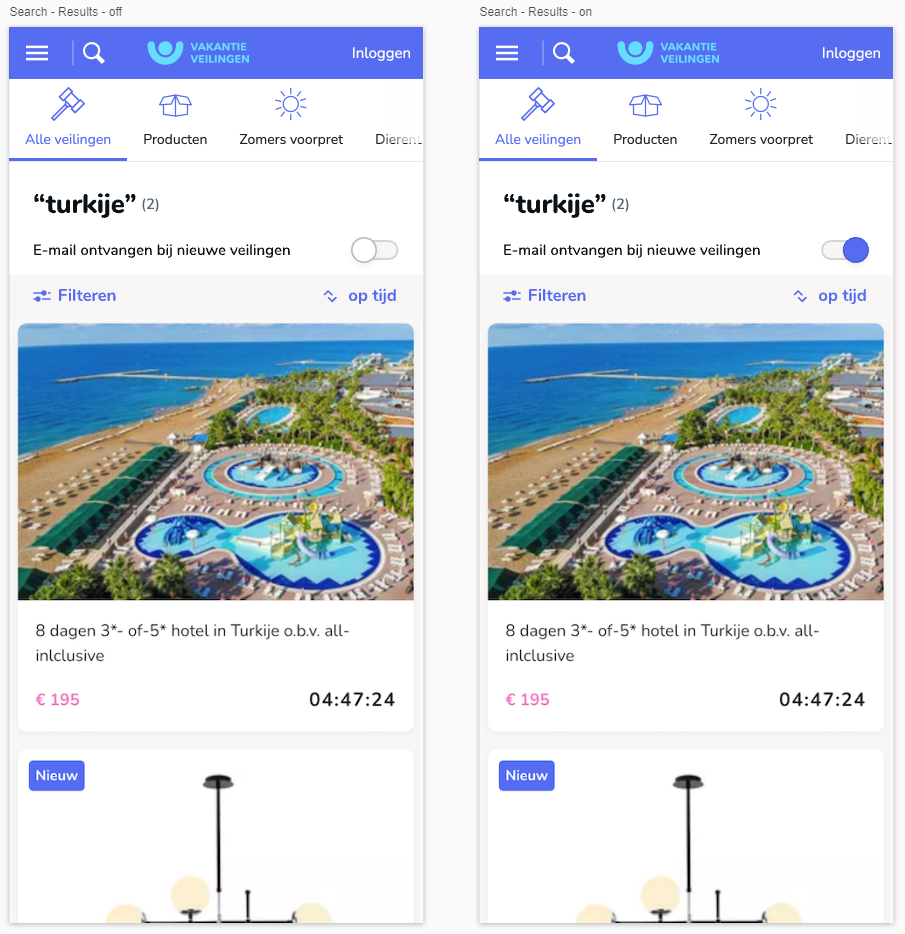 Search - Results - off
VAKANTIE
VEILINGEN
Inloggen
Alle veilingen
Producten
Zomers voorpret
Dieren
“turkije” (2)
E-mail ontvangen bij nieuwe veilingen
Filteren
op tijd
8 dagen 3*- of-5* hotel in Turkije o.b.v. all-
inlclusive
€ 195
04:47:24
Nieuw
Search - Results - on
VAKANTIE
VEILINGEN
Inloggen
Alle veilingen
Producten
Zomers voorpret
Dieren
“turkije” (2)
E-mail ontvangen bij nieuwe veilingen
Filteren
op tijd
8 dagen 3*- of-5* hotel in Turkije o.b.v. all-
inlclusive
€ 195
04:47:24
Nieuw